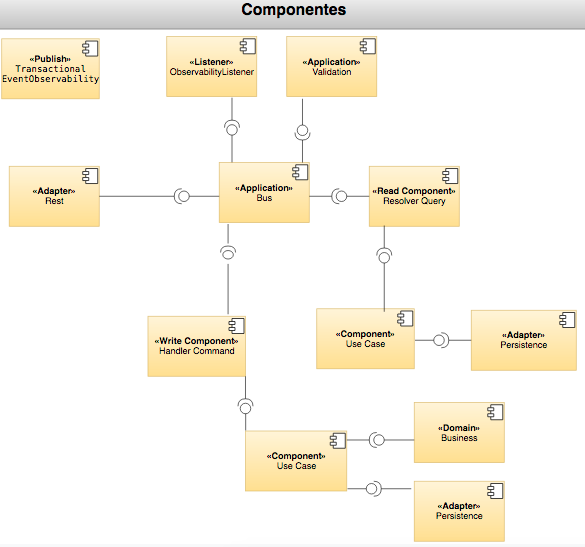 Componentes
«Publish»
Transactional
EventObservability
«Listener»
ObservabilityListener
«Application»
Validation
«Adapter»
Rest
«Application»
Bus
«Read Component»
Resolver Query
«Write Component»
Handler Command
«Component»
Use Case
«Adapter»
Persistence
«Component»
Use Case
«Domain»
Business
«Adapter»
Persistence